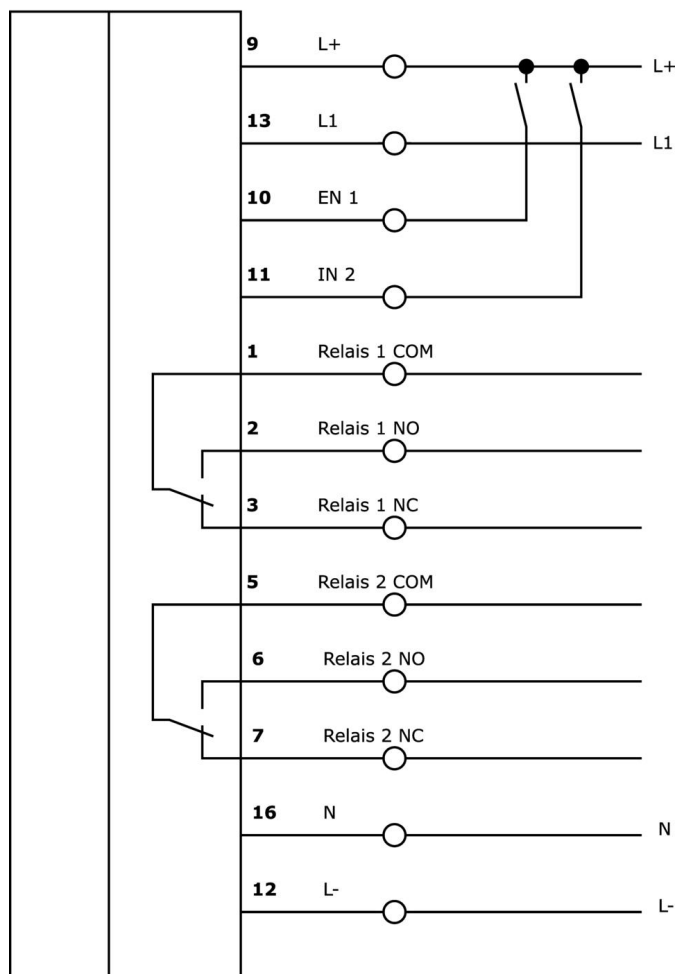 9 L+
L+
13 L1
L1
10 EN 1
11 IN 2
1 Relais 1 COM
2 Relais 1 NO
3 Relais 1 NC
5 Relais 2 COM
6 Relais 2 NO
7 Relais 2 NC
16 N
N
12 L-
L-